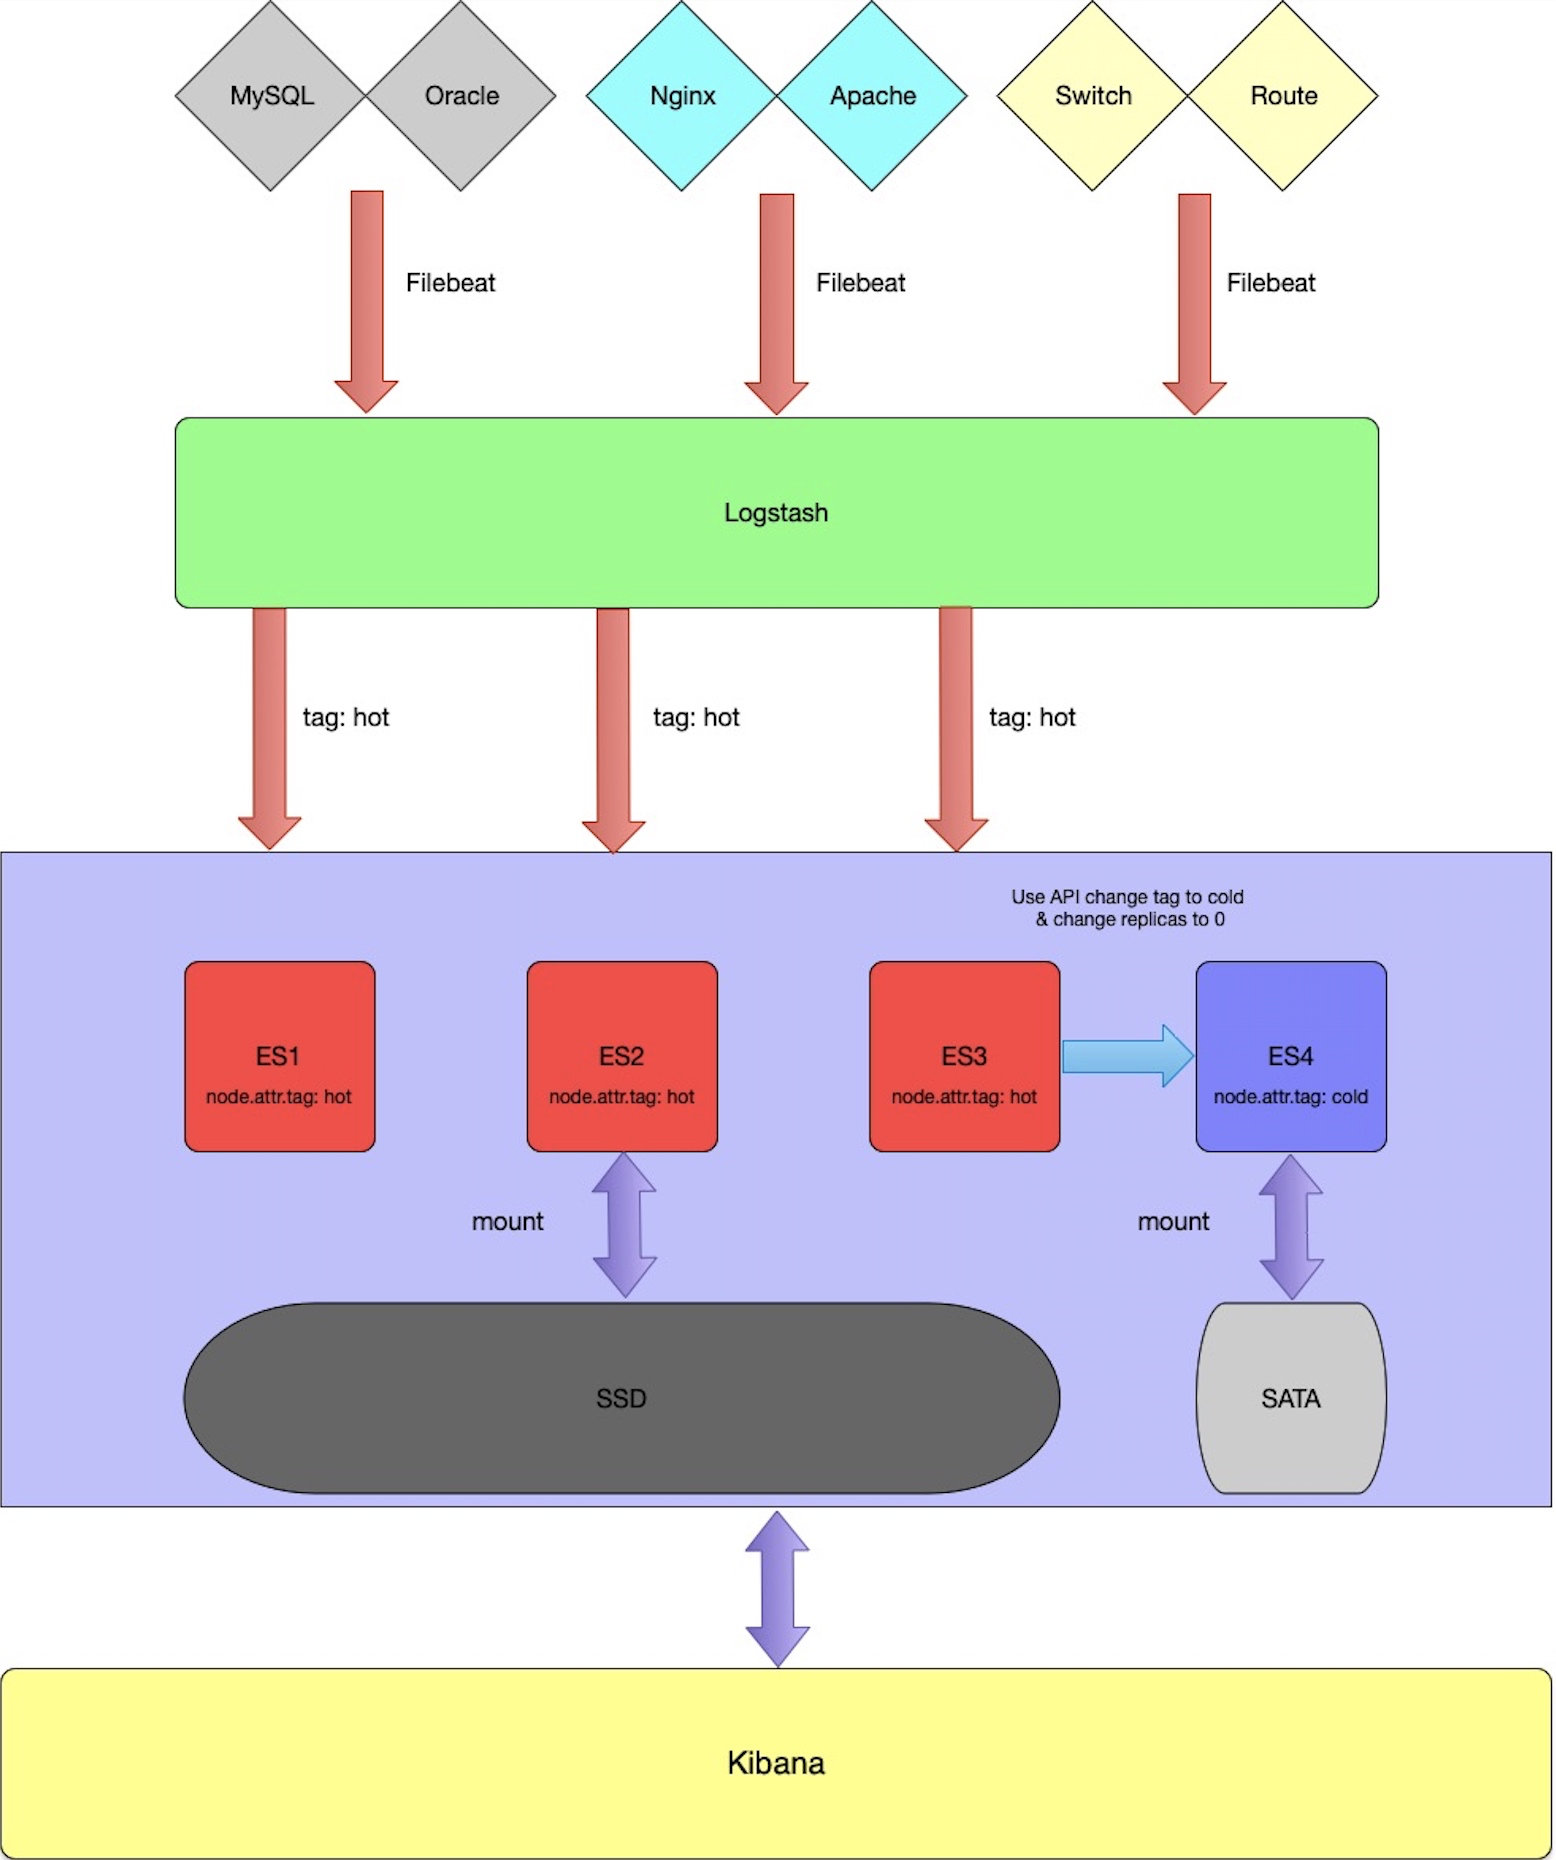 MySQL
Oracle
Nginx
Apache
Switch
Route
Filebeat
Filebeat
Filebeat
Logstash
tag: hot
tag: hot
tag: hot
Use API change tag to cold
& change replicas to 0
ES1
node.attr.tag: hot
ES2
node.attr.tag: hot
ES3
node.attr.tag: hot
ES4
node.attr.tag: cold
mount
mount
SSD
SATA
Kibana